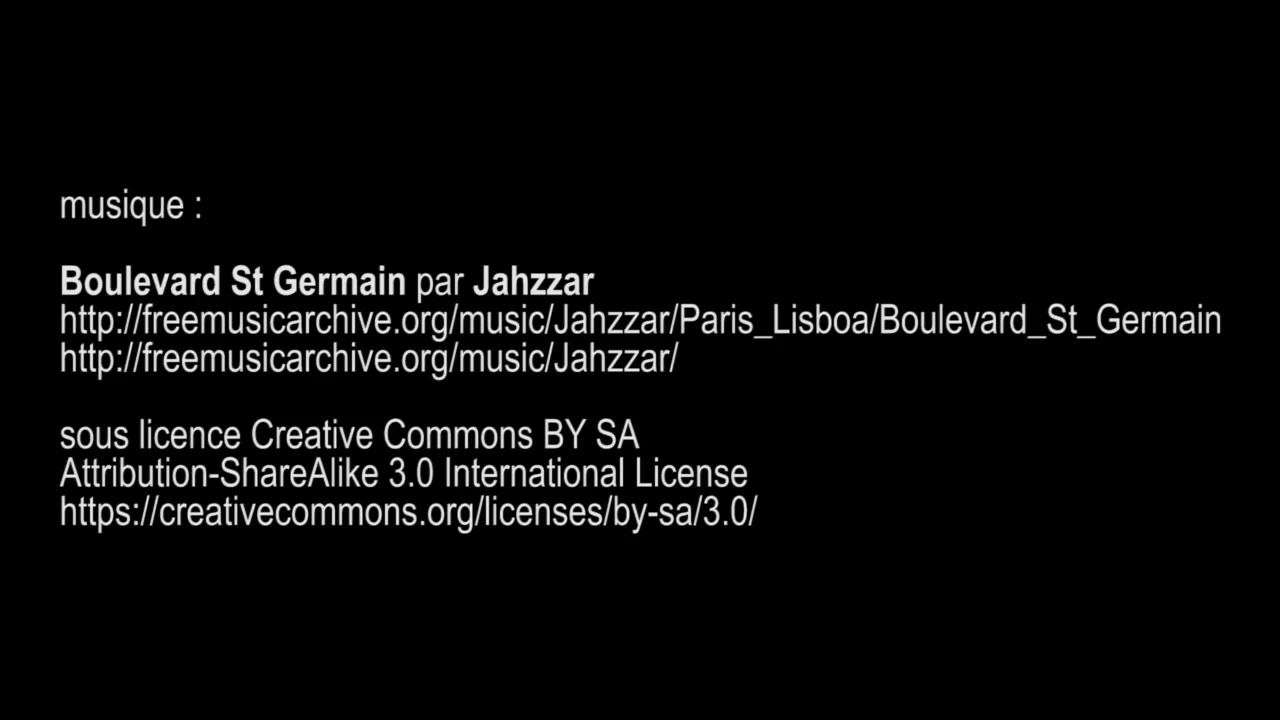 musique :
Boulevard St Germain par Jahzzar
http://freemusicarchive.org/music/Jahzzar/Paris_Lisboa/Boulevard_St_Germain
http://freemusicarchive.org/music/Jahzzar/
sous licence Creative Commons BY SA
Attribution-ShareAlike 3.0 International License
https://creativecommons.org/licenses/by-sa/3.0/